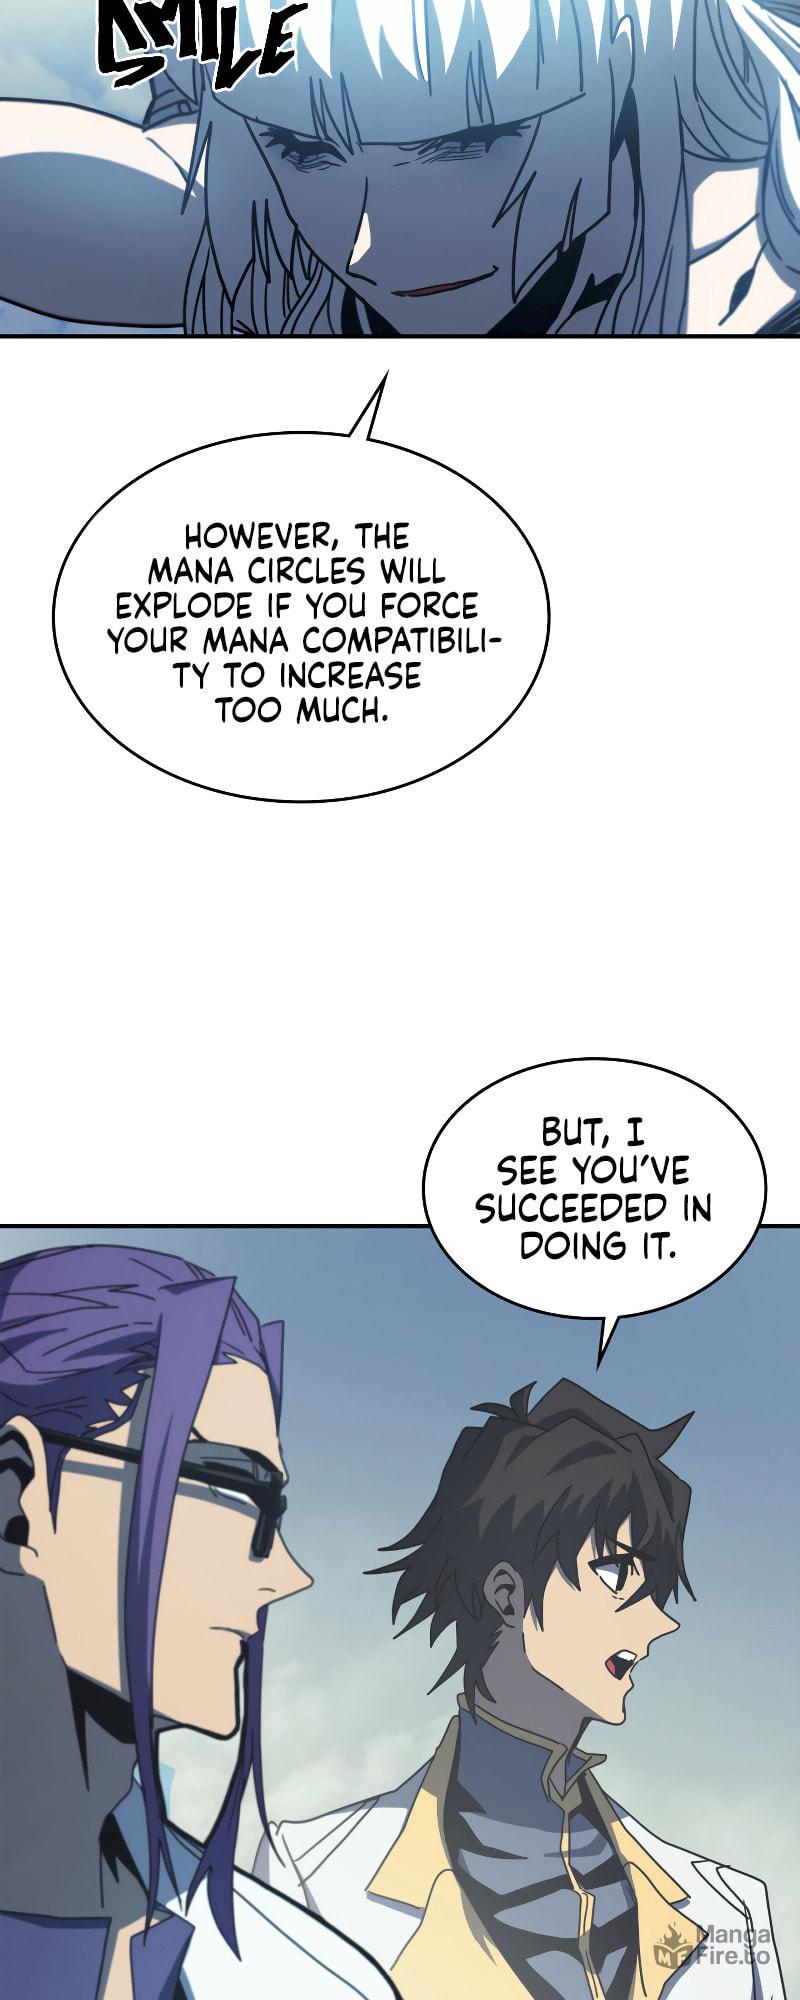 SMILE
HOWEVER, THE
MANA CIRCLES WILL
EXPLODE IF YOU FORCE
YOUR MANA COMPATIBILI-
TY TO INCREASE
TOO MUCH.
BUT, I
SEE YOU'VE
SUCCEEDED IN
DOING IT.
Manga
Fire.to